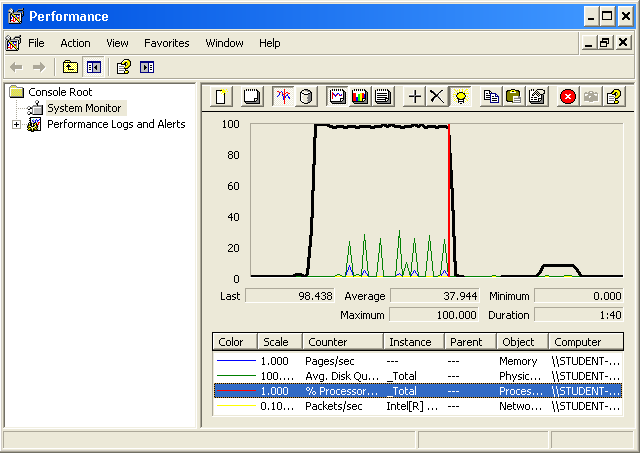 Performance
File Action View Favorites Window Help
Console Root
System Monitor
Performance Logs and Alerts
100
80
60
40
20
0
Last 98.438 Average 37.944 Minimum 0.000
Maximum 100.000 Duration 1:40
Color Scale Counter Instance Parent Object Computer
1.000 Pages/sec --- --- Memory \\STUDENT-...
100.... Avg. Disk Qu... _Total --- Physic... \\STUDENT-...
1.000 % Processor... _Total --- Proces... \\STUDENT-...
0.10... Packets/sec Intel[R] ... --- Netwo... \\STUDENT-...